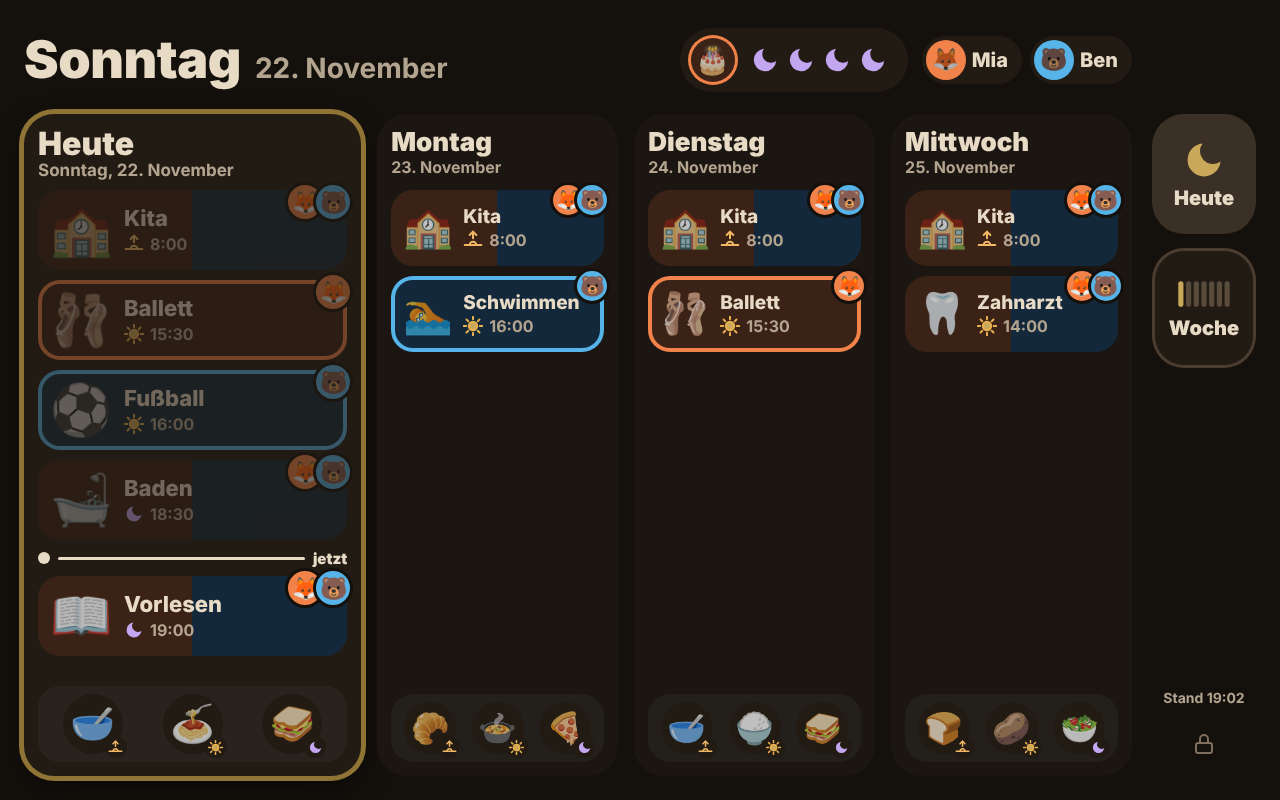 Sonntag 22. November
Mia
Ben
Heute
Sonntag, 22. November
Kita
8:00
Ballett
15:30
Fußball
16:00
Baden
18:30
jetzt
Vorlesen
19:00
Montag
23. November
Kita
8:00
Schwimmen
16:00
Dienstag
24. November
Kita
8:00
Ballett
15:30
Mittwoch
25. November
Kita
8:00
Zahnarzt
14:00
Heute
Woche
Stand 19:02